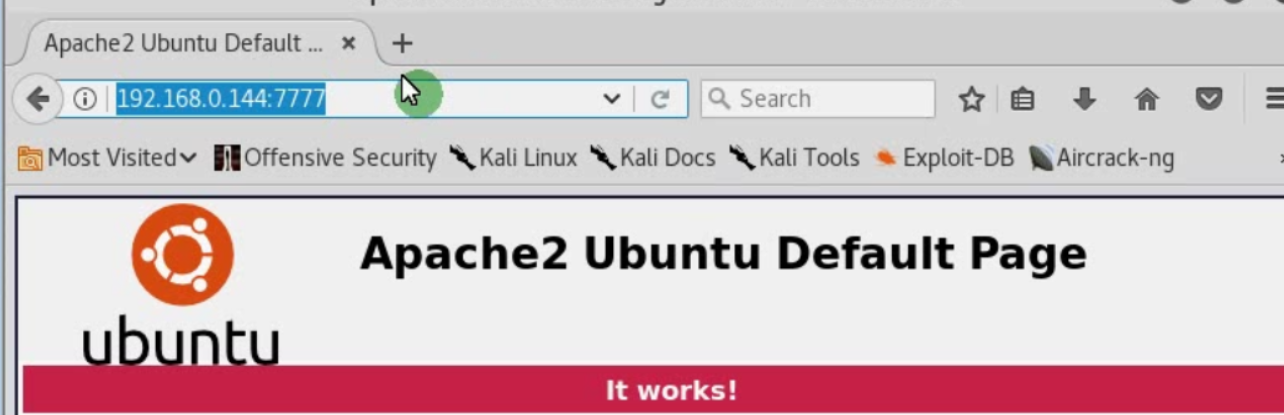 Apache2 Ubuntu Default ...
192.168.0.144:7777
Search
Most Visited Offensive Security Kali Linux Kali Docs Kali Tools Exploit-DB Aircrack-ng
ubuntu
Apache2 Ubuntu Default Page
It works!